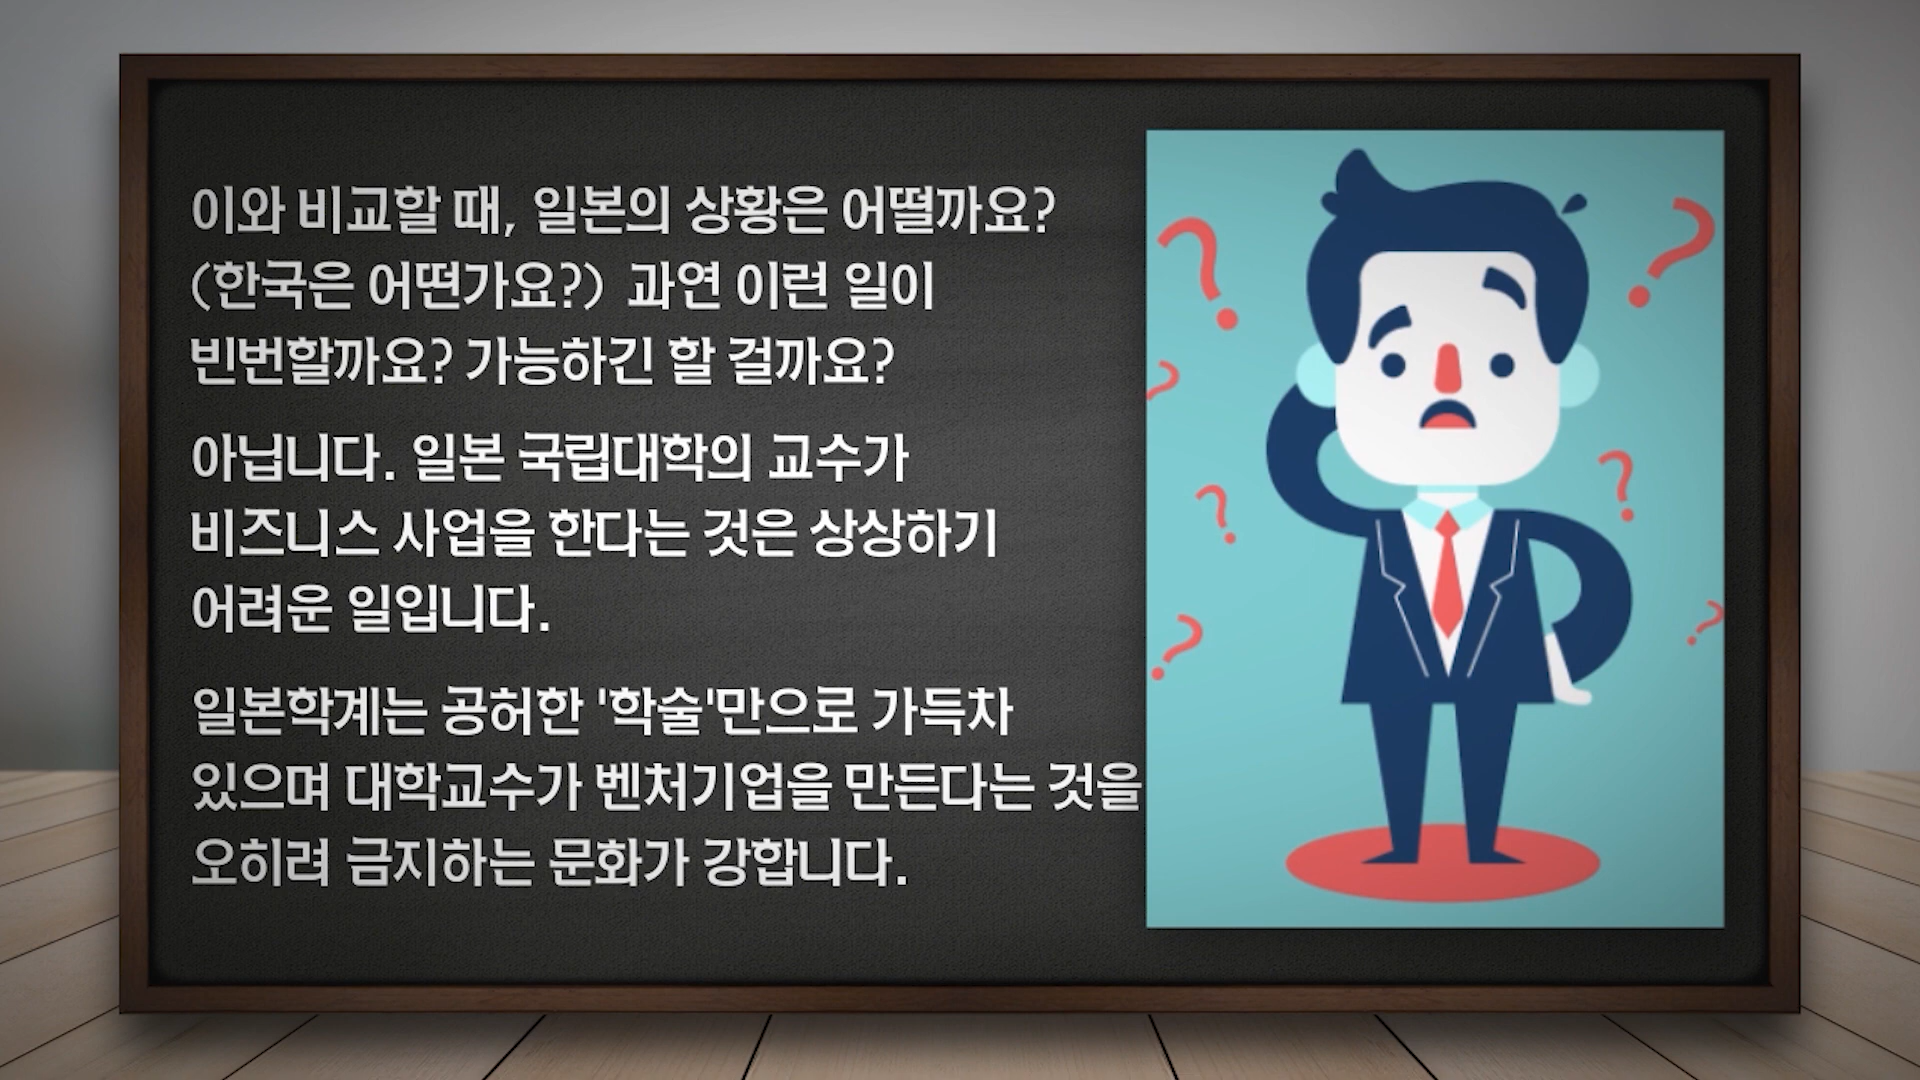 이와 비교할 때, 일본의 상황은 어떨까요?
(한국은 어떤가요?) 과연 이런 일이
빈번할까요? 가능하긴 할 걸까요?
아닙니다. 일본 국립대학의 교수가
비즈니스 사업을 한다는 것은 상상하기
어려운 일입니다.
일본학계는 공허한 '학술'만으로 가득차
있으며 대학교수가 벤처기업을 만든다는 것을
오히려 금지하는 문화가 강합니다.